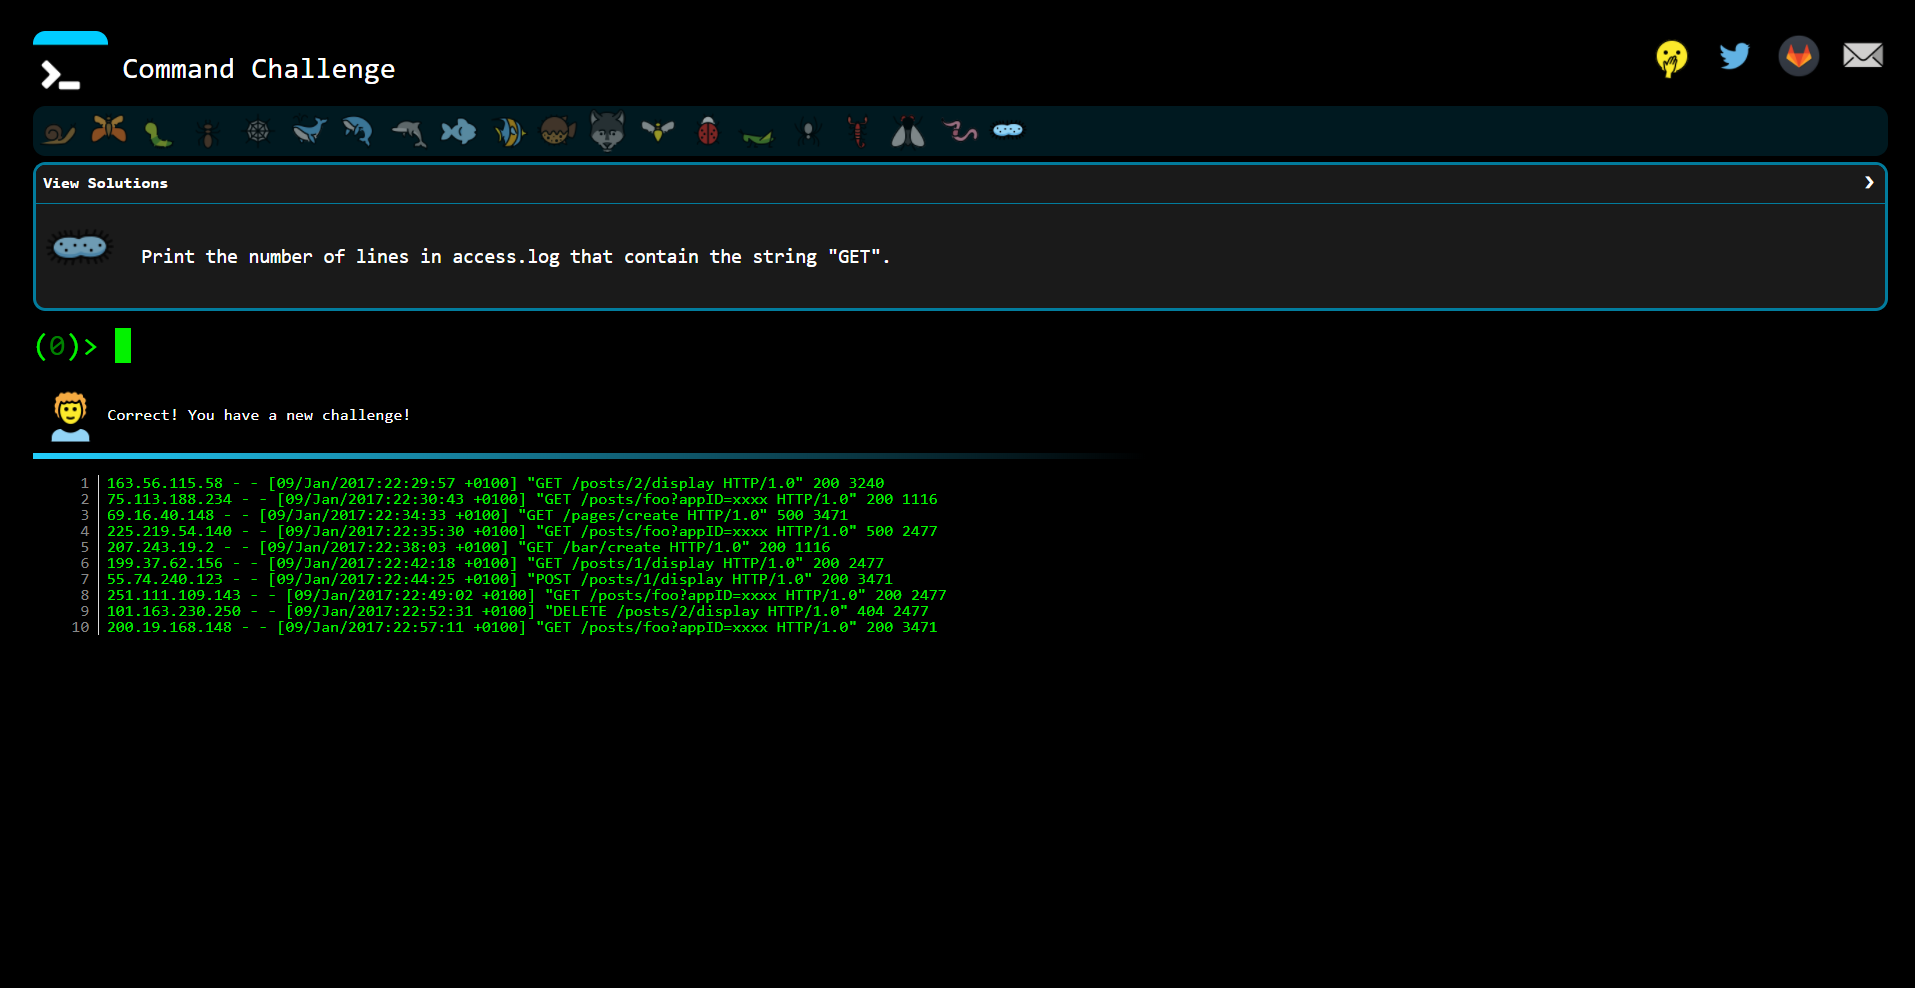 Command Challenge
View Solutions ›
Print the number of lines in access.log that contain the string "GET".
(0)>
Correct! You have a new challenge!
1 163.56.115.58 - - [09/Jan/2017:22:29:57 +0100] "GET /posts/2/display HTTP/1.0" 200 3240
2 75.113.188.234 - - [09/Jan/2017:22:30:43 +0100] "GET /posts/foo?appID=xxxx HTTP/1.0" 200 1116
3 69.16.40.148 - - [09/Jan/2017:22:34:33 +0100] "GET /pages/create HTTP/1.0" 500 3471
4 225.219.54.140 - - [09/Jan/2017:22:35:30 +0100] "GET /posts/foo?appID=xxxx HTTP/1.0" 500 2477
5 207.243.19.2 - - [09/Jan/2017:22:38:03 +0100] "GET /bar/create HTTP/1.0" 200 1116
6 199.37.62.156 - - [09/Jan/2017:22:42:18 +0100] "GET /posts/1/display HTTP/1.0" 200 2477
7 55.74.240.123 - - [09/Jan/2017:22:44:25 +0100] "POST /posts/1/display HTTP/1.0" 200 3471
8 251.111.109.143 - - [09/Jan/2017:22:49:02 +0100] "GET /posts/foo?appID=xxxx HTTP/1.0" 200 2477
9 101.163.230.250 - - [09/Jan/2017:22:52:31 +0100] "DELETE /posts/2/display HTTP/1.0" 404 2477
10 200.19.168.148 - - [09/Jan/2017:22:57:11 +0100] "GET /posts/foo?appID=xxxx HTTP/1.0" 200 3471